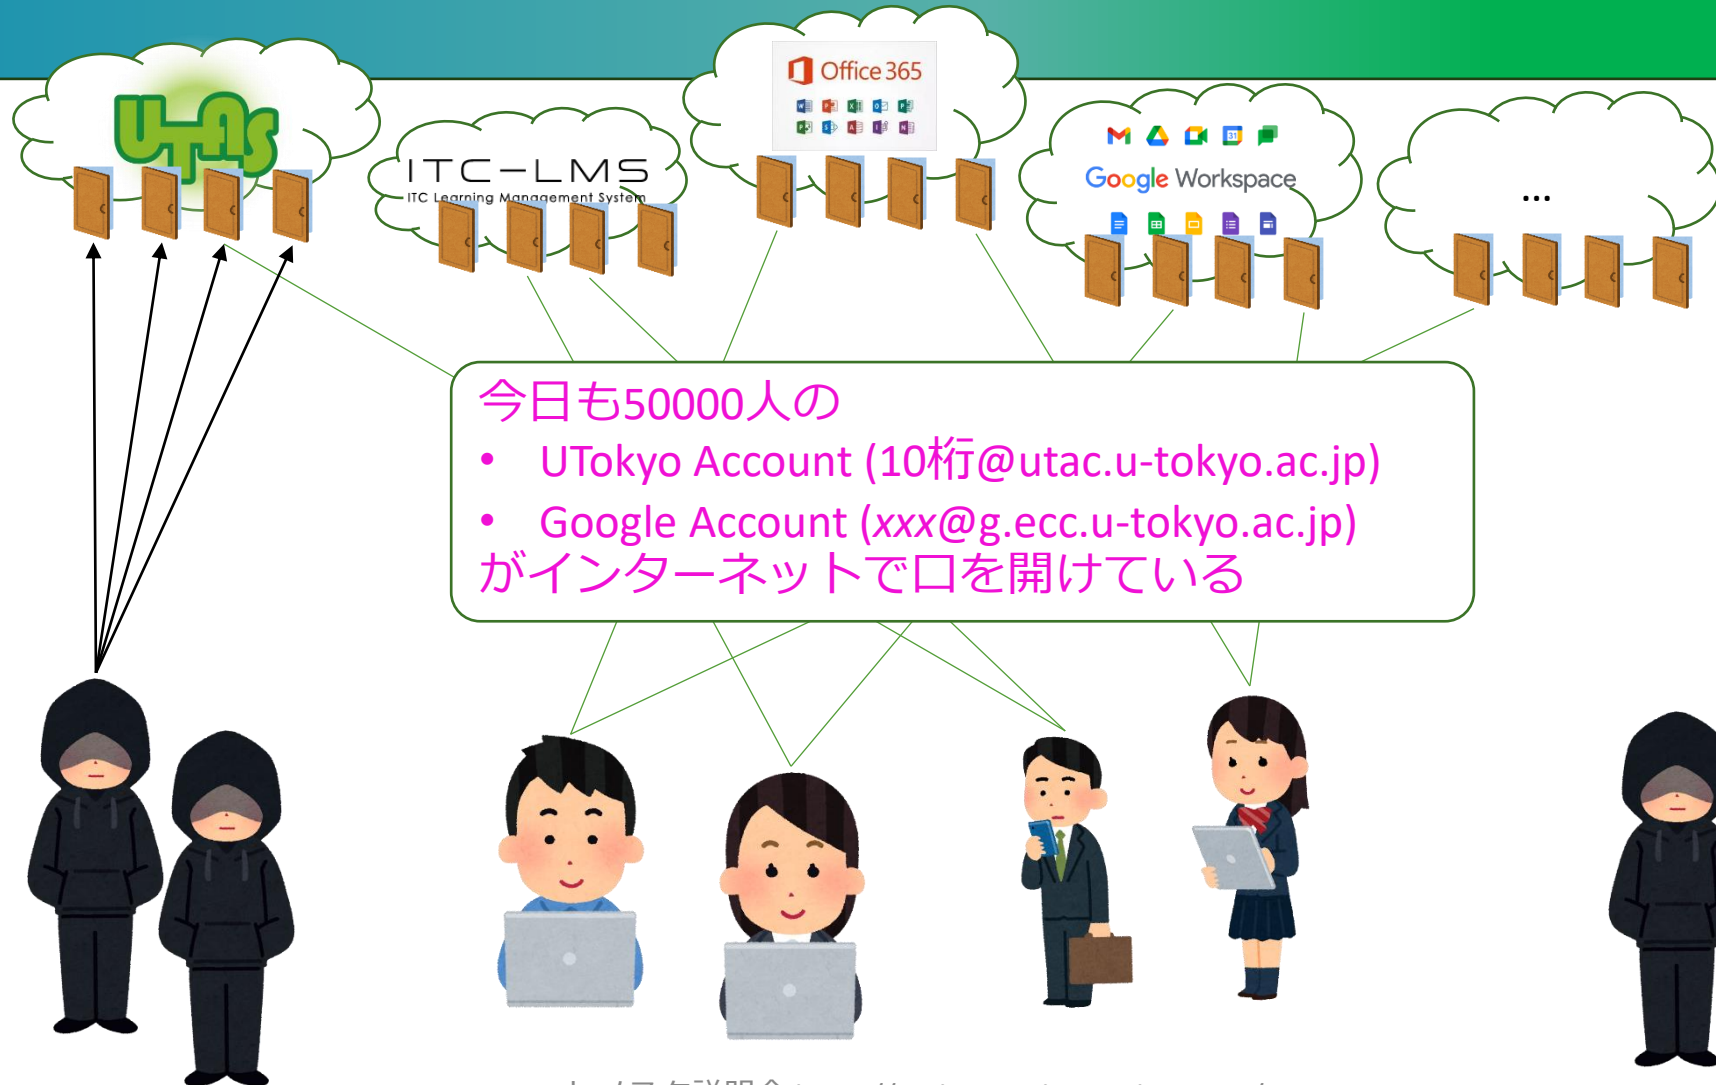 UTAS
ITC-LMS
ITC Learning Management System
Office 365
31
Google Workspace
...
今日も50000人の
• UTokyo Account (10桁@utac.u-tokyo.ac.jp)
• Google Account (xxx@g.ecc.u-tokyo.ac.jp)
がインターネットで口を開けている